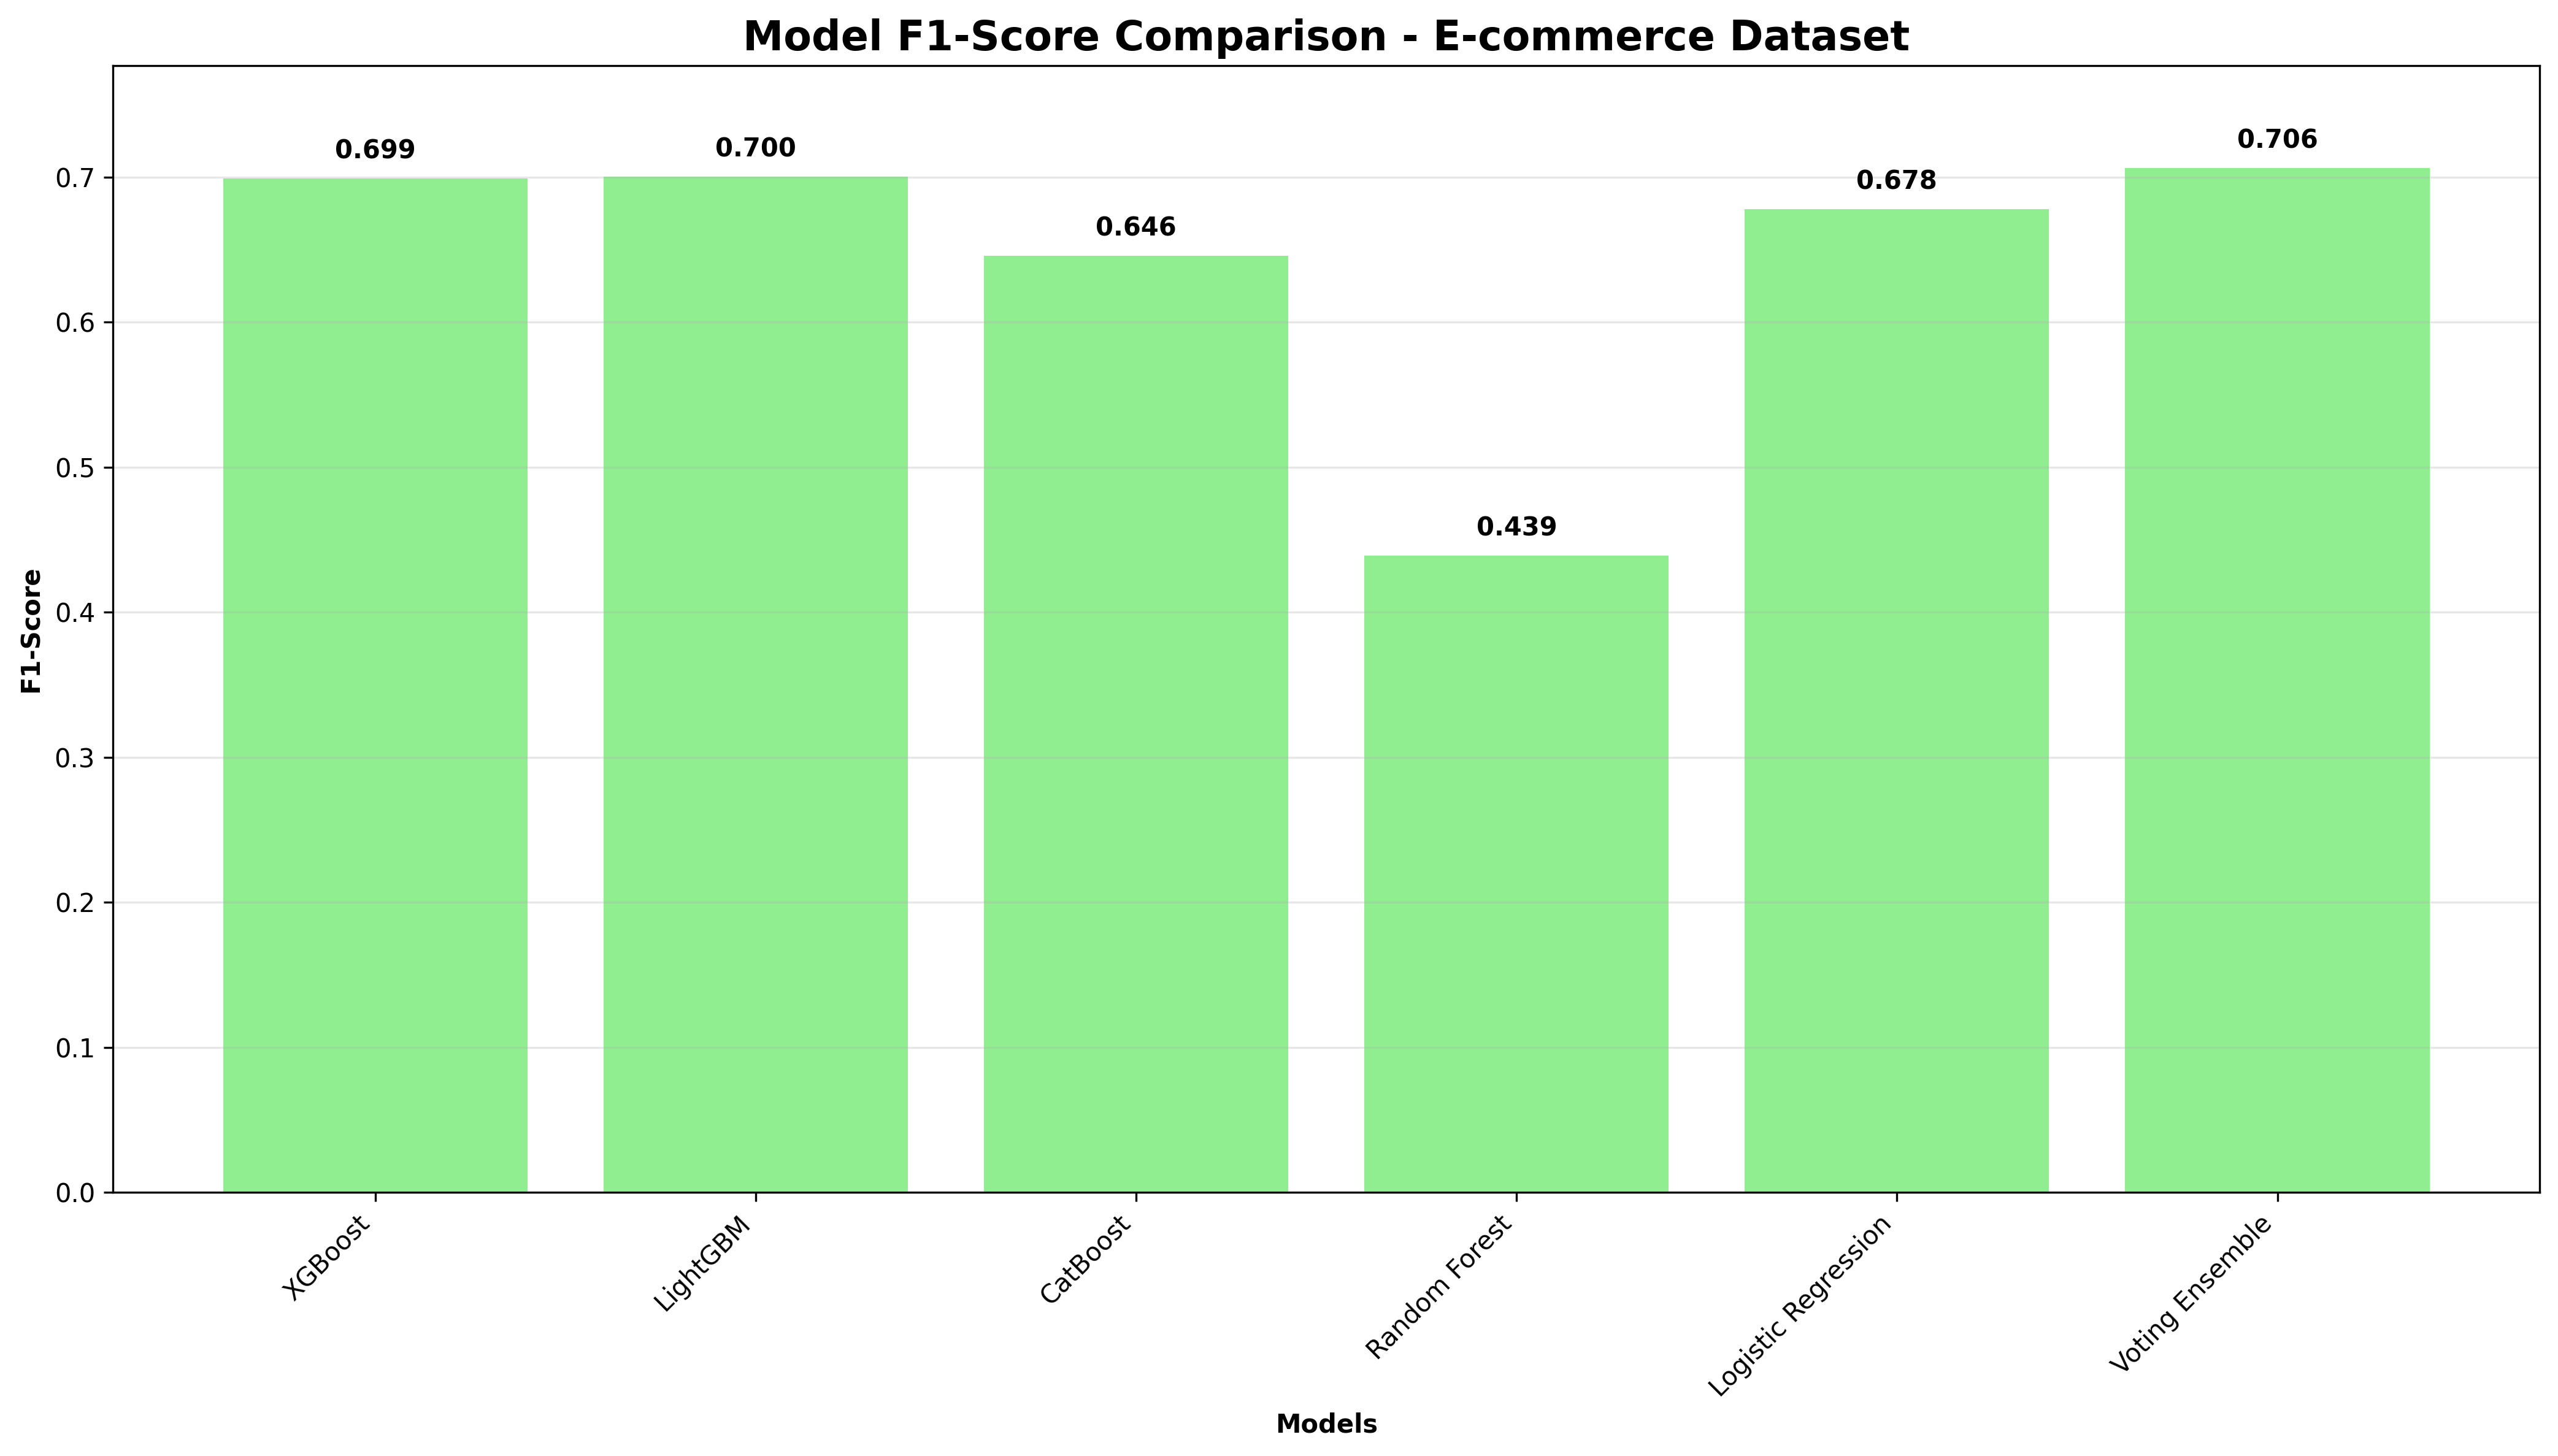 Model F1-Score Comparison - E-commerce Dataset
0.699
0.700
0.646
0.439
0.678
0.706
F1-Score
0.7
0.6
0.5
0.4
0.3
0.2
0.1
0.0
XGBoost
LightGBM
CatBoost
Random Forest
Logistic Regression
Voting Ensemble
Models